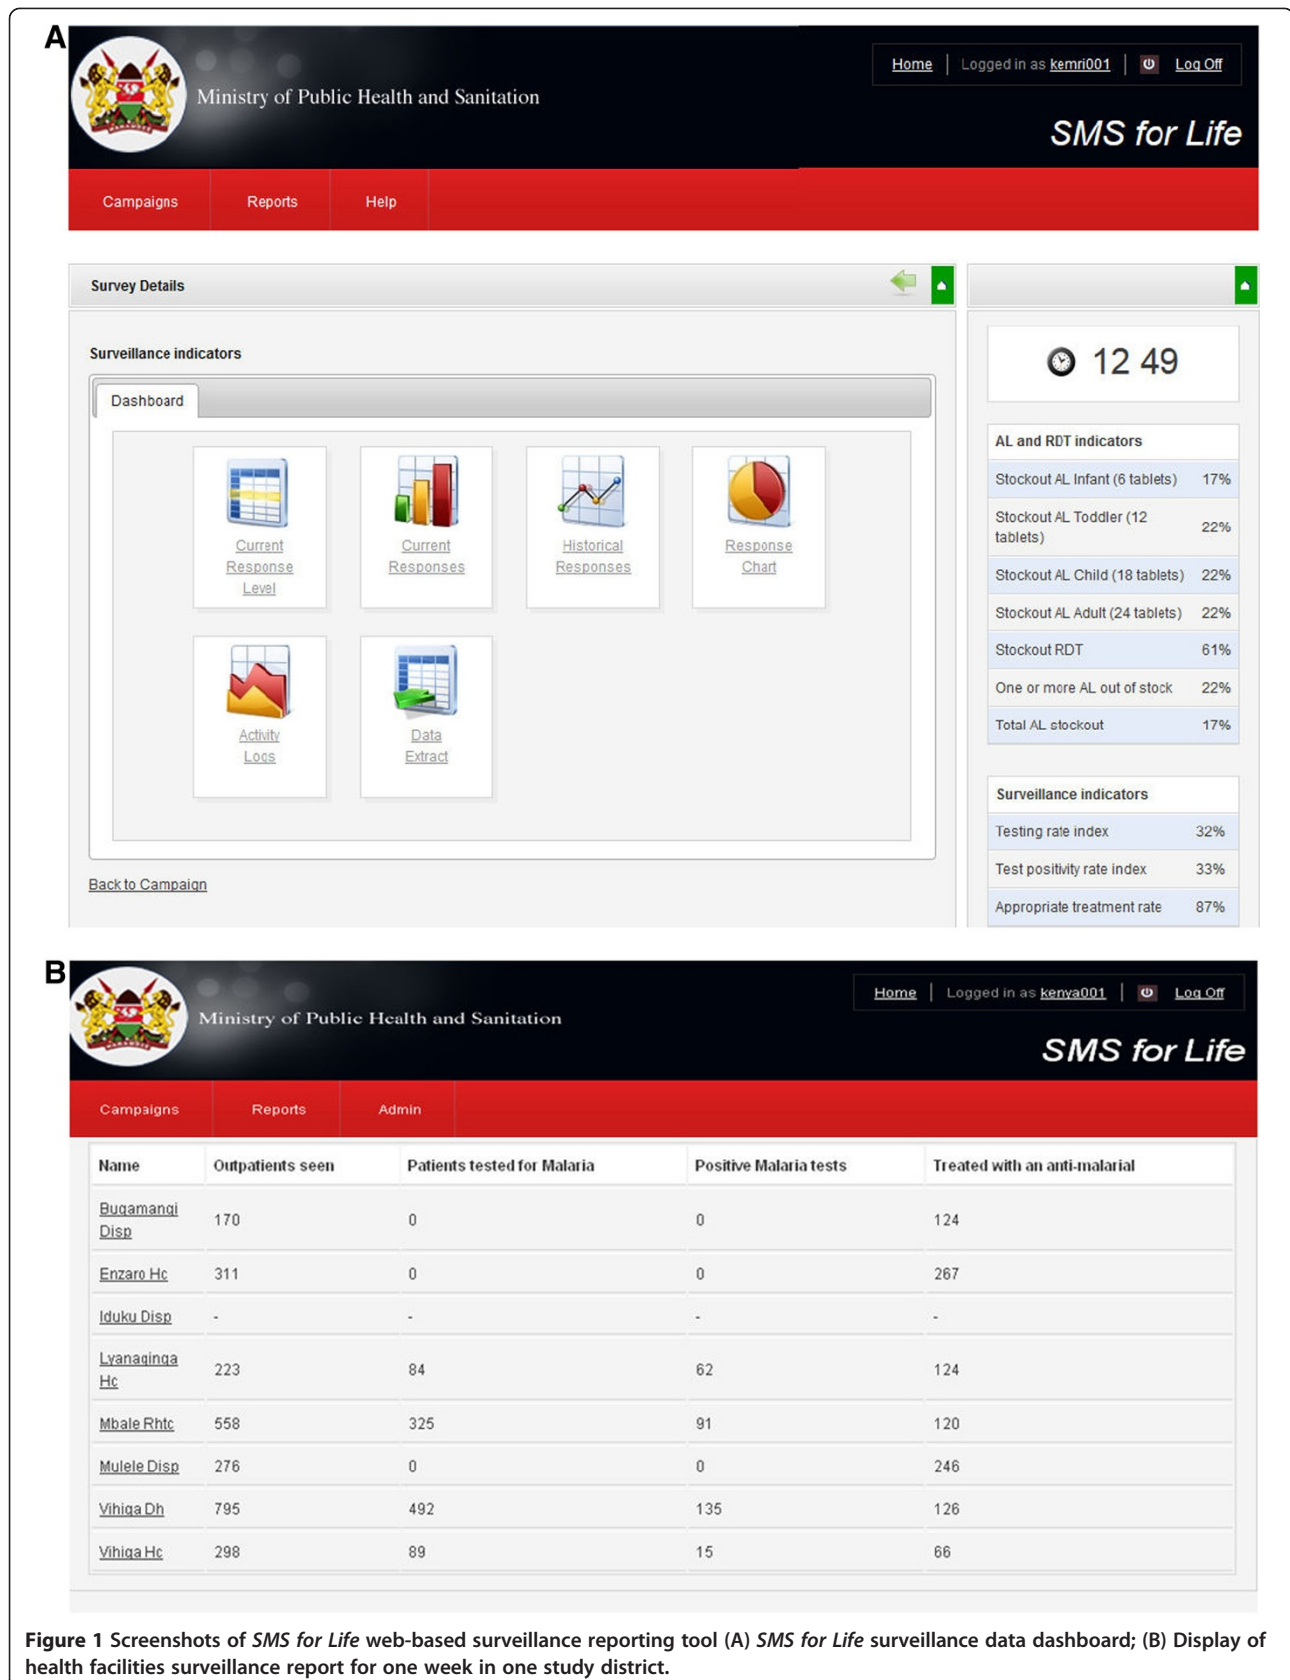 A
Ministry of Public Health and Sanitation
Home | Logged in as kemri001 | Log Off
SMS for Life
Campaigns Reports Help
Survey Details
Surveillance indicators
Dashboard
Current Response Level
Current Responses
Historical Responses
Response Chart
Activity Logs
Data Extract
Back to Campaign
12 49
AL and RDT indicators
Stockout AL Infant (6 tablets) 17%
Stockout AL Toddler (12 tablets) 22%
Stockout AL Child (18 tablets) 22%
Stockout AL Adult (24 tablets) 22%
Stockout RDT 61%
One or more AL out of stock 22%
Total AL stockout 17%
Surveillance indicators
Testing rate index 32%
Test positivity rate index 33%
Appropriate treatment rate 87%
B
Ministry of Public Health and Sanitation
Home | Logged in as kenya001 | Log Off
SMS for Life
Campaigns Reports Admin
Name Outpatients seen Patients tested for Malaria Positive Malaria tests Treated with an anti-malarial
Bugamangi Disp 170 0 0 124
Enzaro Hc 311 0 0 267
Iduku Disp - - - -
Lyanaginga Hc 223 84 62 124
Mbale Rhtc 558 325 91 120
Mulele Disp 276 0 0 246
Vihiga Dh 795 492 135 126
Vihiga Hc 298 89 15 66
Figure 1 Screenshots of SMS for Life web-based surveillance reporting tool (A) SMS for Life surveillance data dashboard; (B) Display of
health facilities surveillance report for one week in one study district.